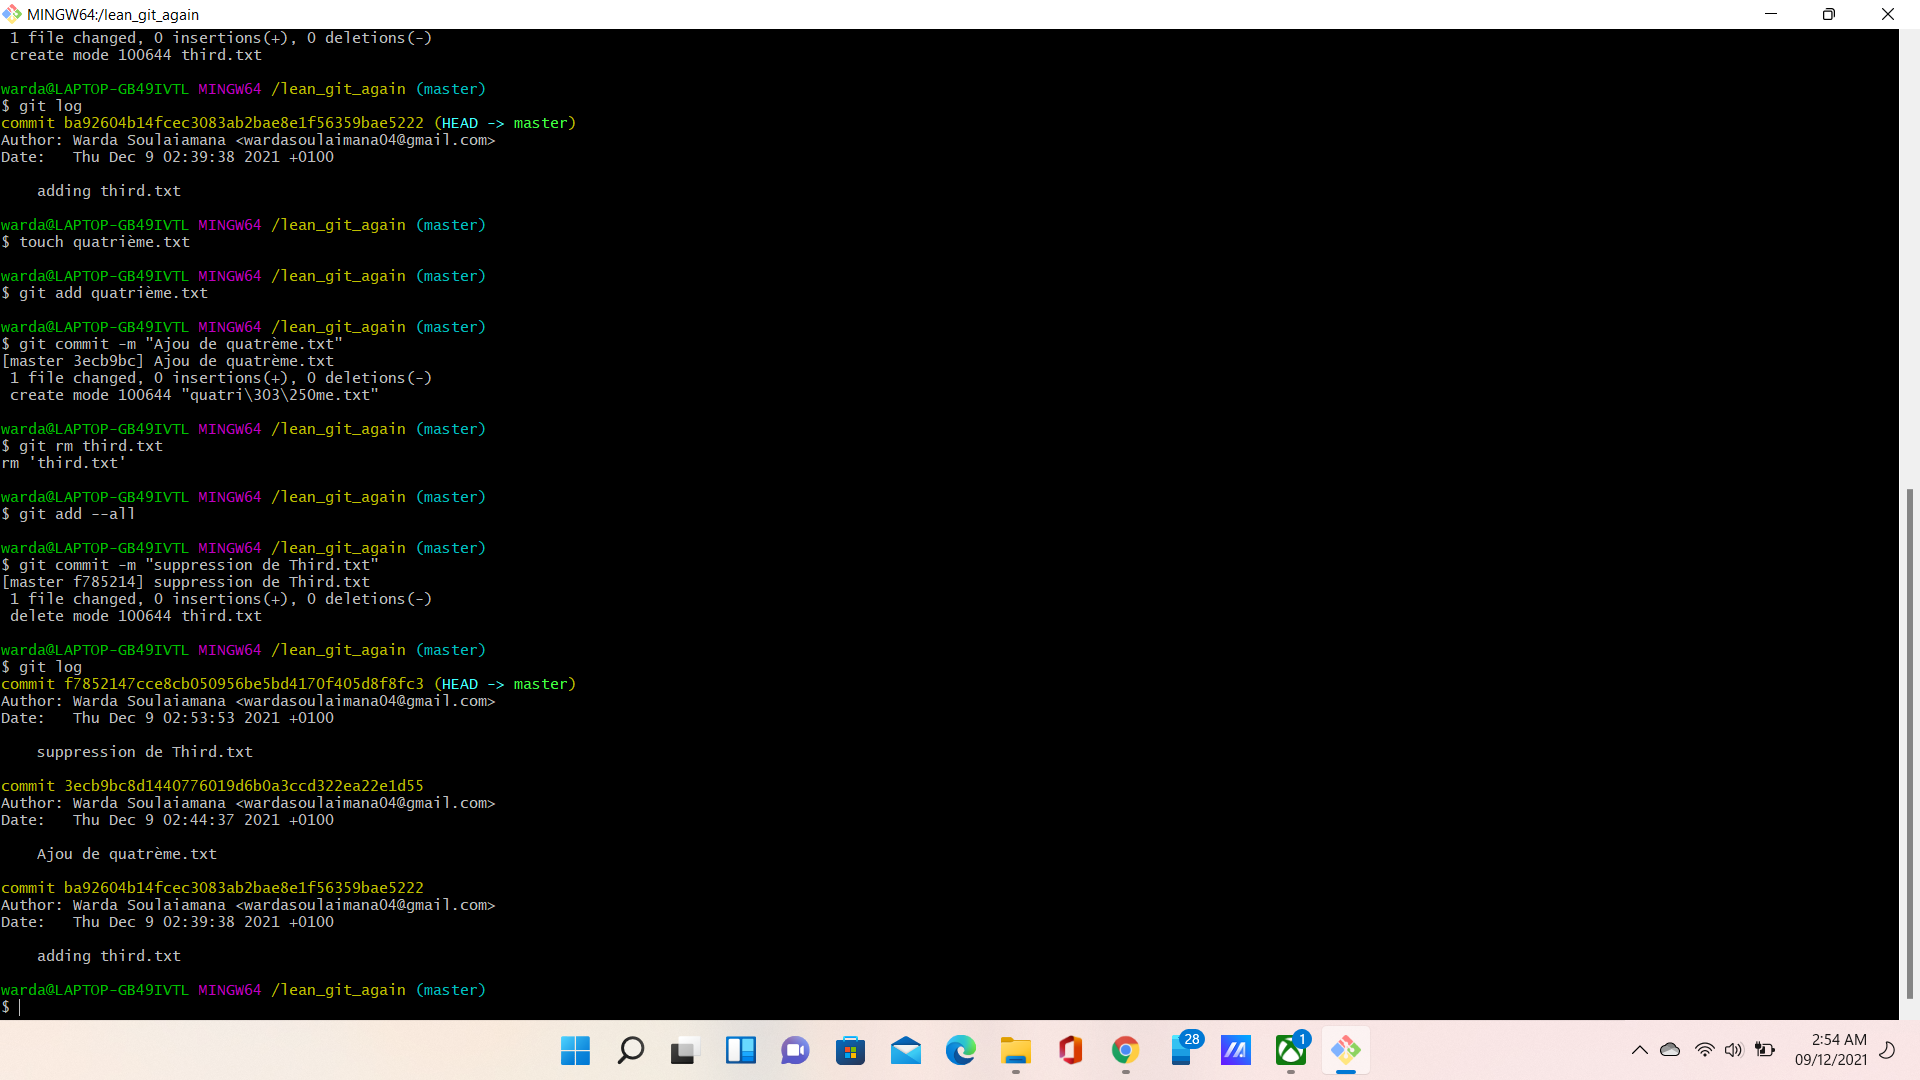 MINGW64:/lean_git_again
1 file changed, 0 insertions(+), 0 deletions(-)
create mode 100644 third.txt
warda@LAPTOP-GB49IVTL MINGW64 /lean_git_again (master)
$ git log
commit ba92604b14fcec3083ab2bae8e1f56359bae5222 (HEAD -> master)
Author: Warda Soulaiamana <wardasoulaimana04@gmail.com>
Date:   Thu Dec 9 02:39:38 2021 +0100
adding third.txt
warda@LAPTOP-GB49IVTL MINGW64 /lean_git_again (master)
$ touch quatrième.txt
warda@LAPTOP-GB49IVTL MINGW64 /lean_git_again (master)
$ git add quatrième.txt
warda@LAPTOP-GB49IVTL MINGW64 /lean_git_again (master)
$ git commit -m "Ajou de quatrème.txt"
[master 3ecb9bc] Ajou de quatrème.txt
1 file changed, 0 insertions(+), 0 deletions(-)
create mode 100644 "quatri\303\250me.txt"
warda@LAPTOP-GB49IVTL MINGW64 /lean_git_again (master)
$ git rm third.txt
rm 'third.txt'
warda@LAPTOP-GB49IVTL MINGW64 /lean_git_again (master)
$ git add --all
warda@LAPTOP-GB49IVTL MINGW64 /lean_git_again (master)
$ git commit -m "suppression de Third.txt"
[master f785214] suppression de Third.txt
1 file changed, 0 insertions(+), 0 deletions(-)
delete mode 100644 third.txt
warda@LAPTOP-GB49IVTL MINGW64 /lean_git_again (master)
$ git log
commit f7852147cce8cb050956be5bd4170f405d8f8fc3 (HEAD -> master)
Author: Warda Soulaiamana <wardasoulaimana04@gmail.com>
Date:   Thu Dec 9 02:53:53 2021 +0100
suppression de Third.txt
commit 3ecb9bc8d1440776019d6b0a3ccd322ea22e1d55
Author: Warda Soulaiamana <wardasoulaimana04@gmail.com>
Date:   Thu Dec 9 02:44:37 2021 +0100
Ajou de quatrème.txt
commit ba92604b14fcec3083ab2bae8e1f56359bae5222
Author: Warda Soulaiamana <wardasoulaimana04@gmail.com>
Date:   Thu Dec 9 02:39:38 2021 +0100
adding third.txt
warda@LAPTOP-GB49IVTL MINGW64 /lean_git_again (master)
$
28
1
2:54 AM
09/12/2021